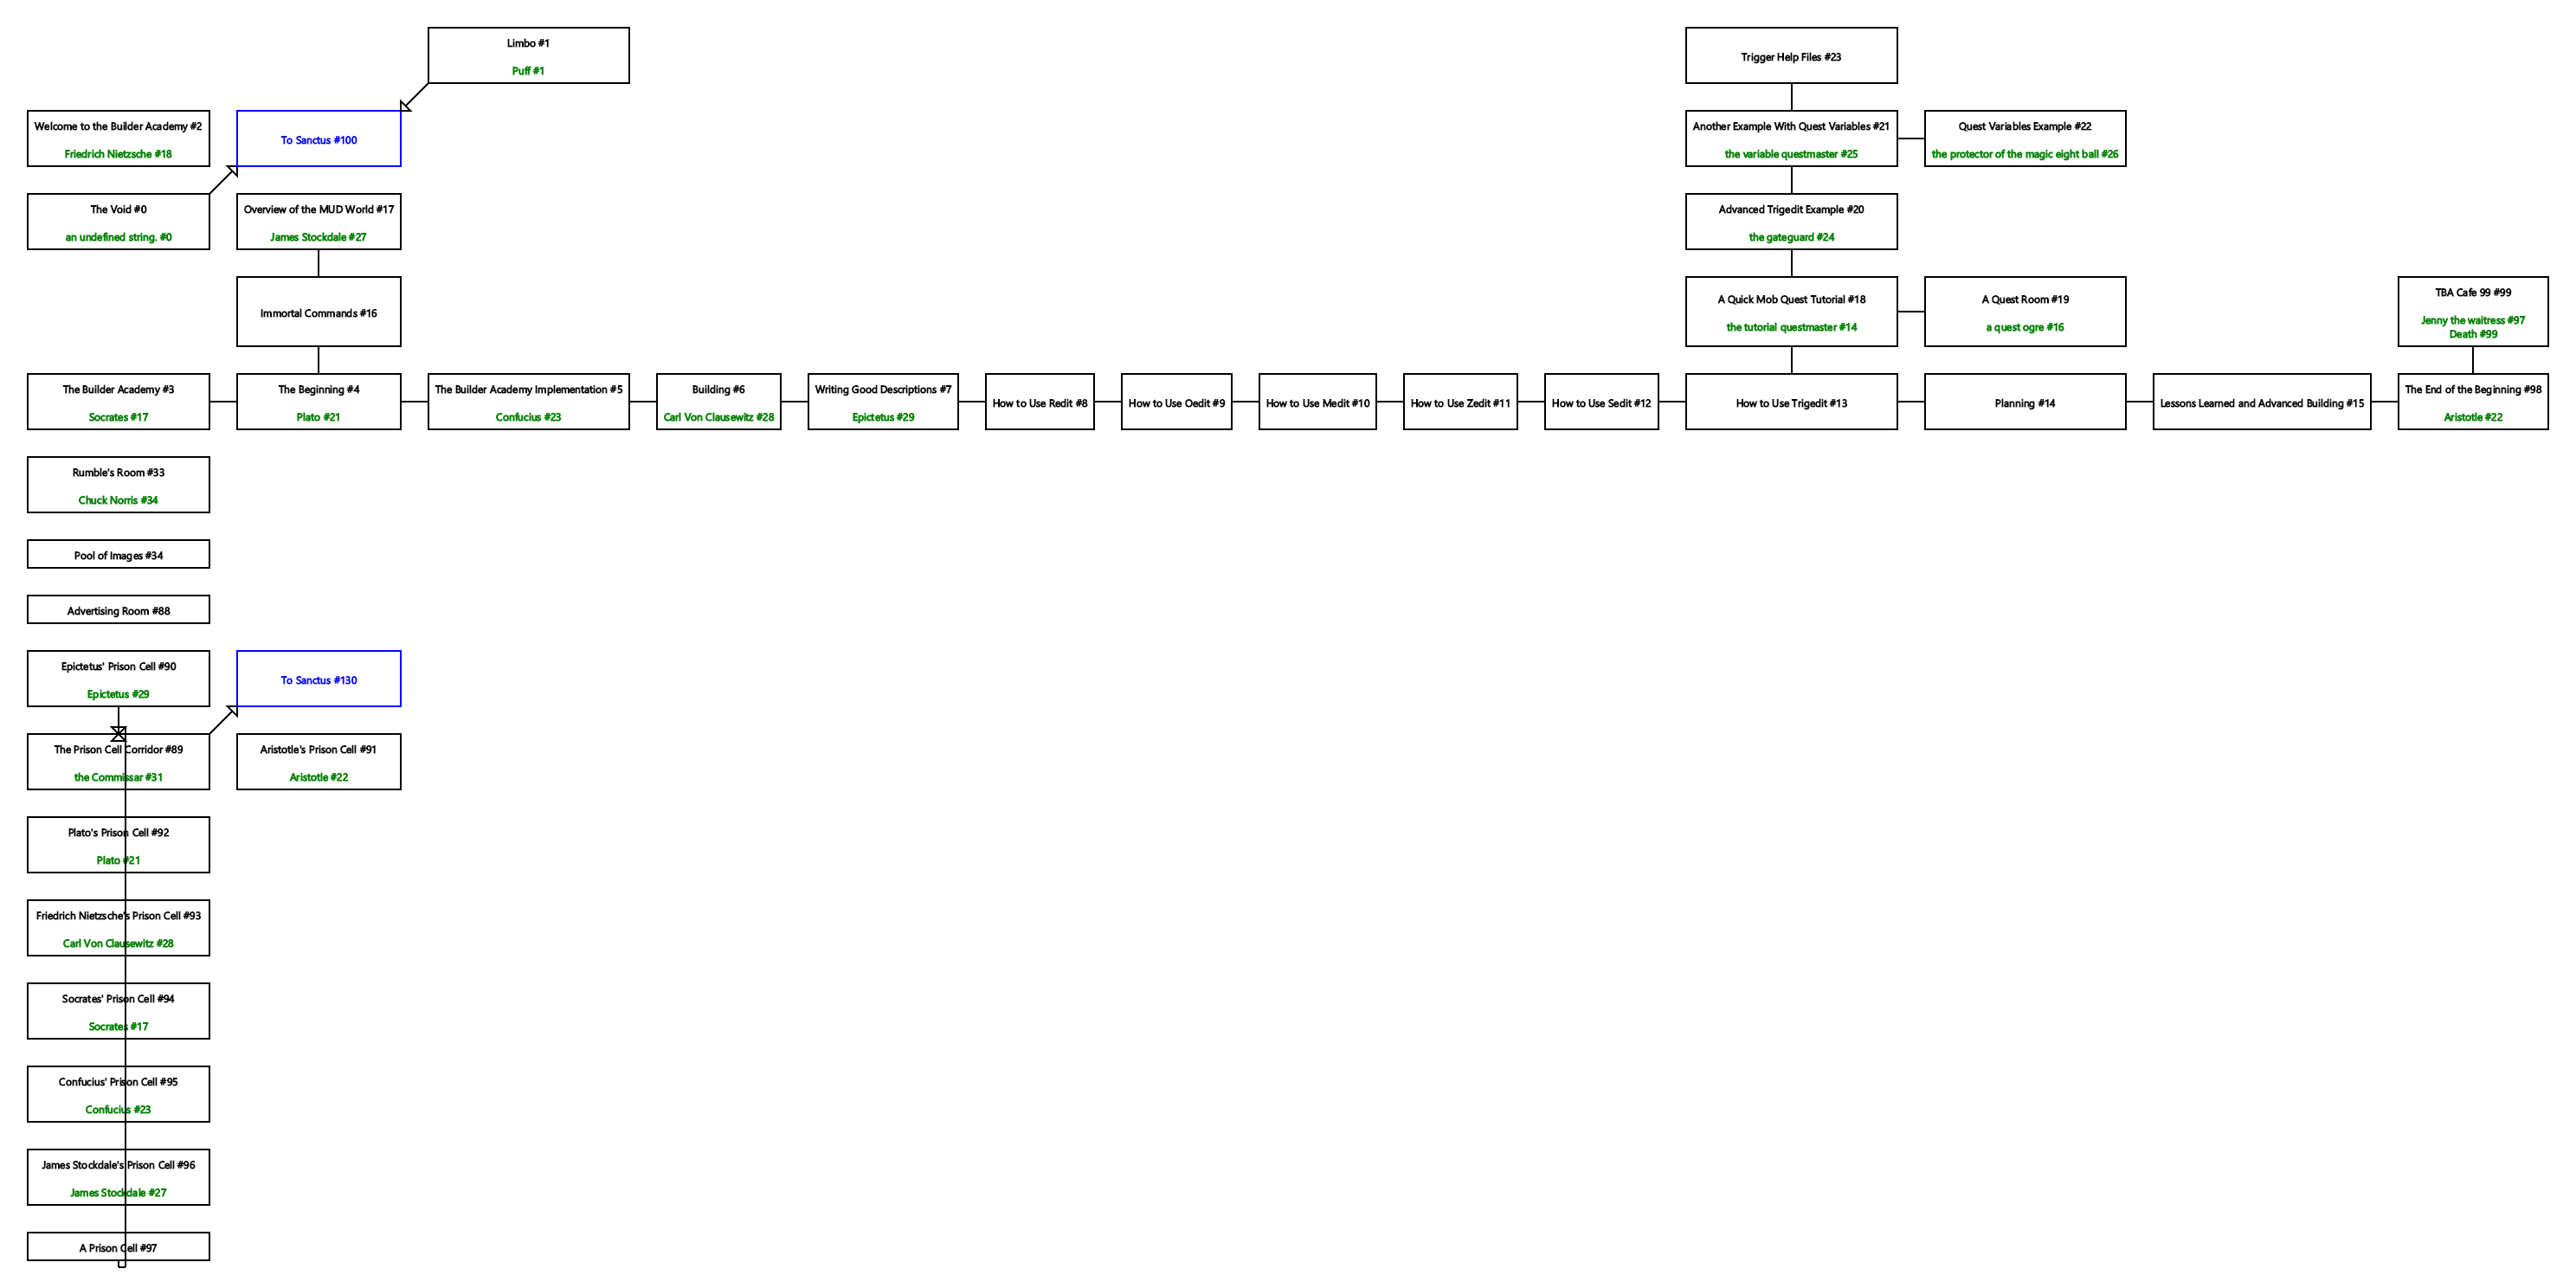 Limbo #1
Puff #1
Trigger Help Files #23
Welcome to the Builder Academy #2
Friedrich Nietzsche #18
To Sanctus #100
Another Example With Quest Variables #21
the variable questmaster #25
Quest Variables Example #22
the protector of the magic eight ball #26
The Void #0
an undefined string. #0
Overview of the MUD World #17
James Stockdale #27
Advanced Trigedit Example #20
the gateguard #24
Immortal Commands #16
A Quick Mob Quest Tutorial #18
the tutorial questmaster #14
A Quest Room #19
a quest ogre #16
TBA Cafe 99 #99
Jenny the waitress #97
Death #99
The Builder Academy #3
Socrates #17
The Beginning #4
Plato #21
The Builder Academy Implementation #5
Confucius #23
Building #6
Carl Von Clausewitz #28
Writing Good Descriptions #7
Epictetus #29
How to Use Redit #8
How to Use Oedit #9
How to Use Medit #10
How to Use Zedit #11
How to Use Sedit #12
How to Use Trigedit #13
Planning #14
Lessons Learned and Advanced Building #15
The End of the Beginning #98
Aristotle #22
Rumble's Room #33
Chuck Norris #34
Pool of Images #34
Advertising Room #88
Epictetus' Prison Cell #90
Epictetus #29
To Sanctus #130
The Prison Cell Corridor #89
the Commissar #31
Aristotle's Prison Cell #91
Aristotle #22
Plato's Prison Cell #92
Plato #21
Friedrich Nietzsche's Prison Cell #93
Carl Von Clausewitz #28
Socrates' Prison Cell #94
Socrates #17
Confucius' Prison Cell #95
Confucius #23
James Stockdale's Prison Cell #96
James Stockdale #27
A Prison Cell #97